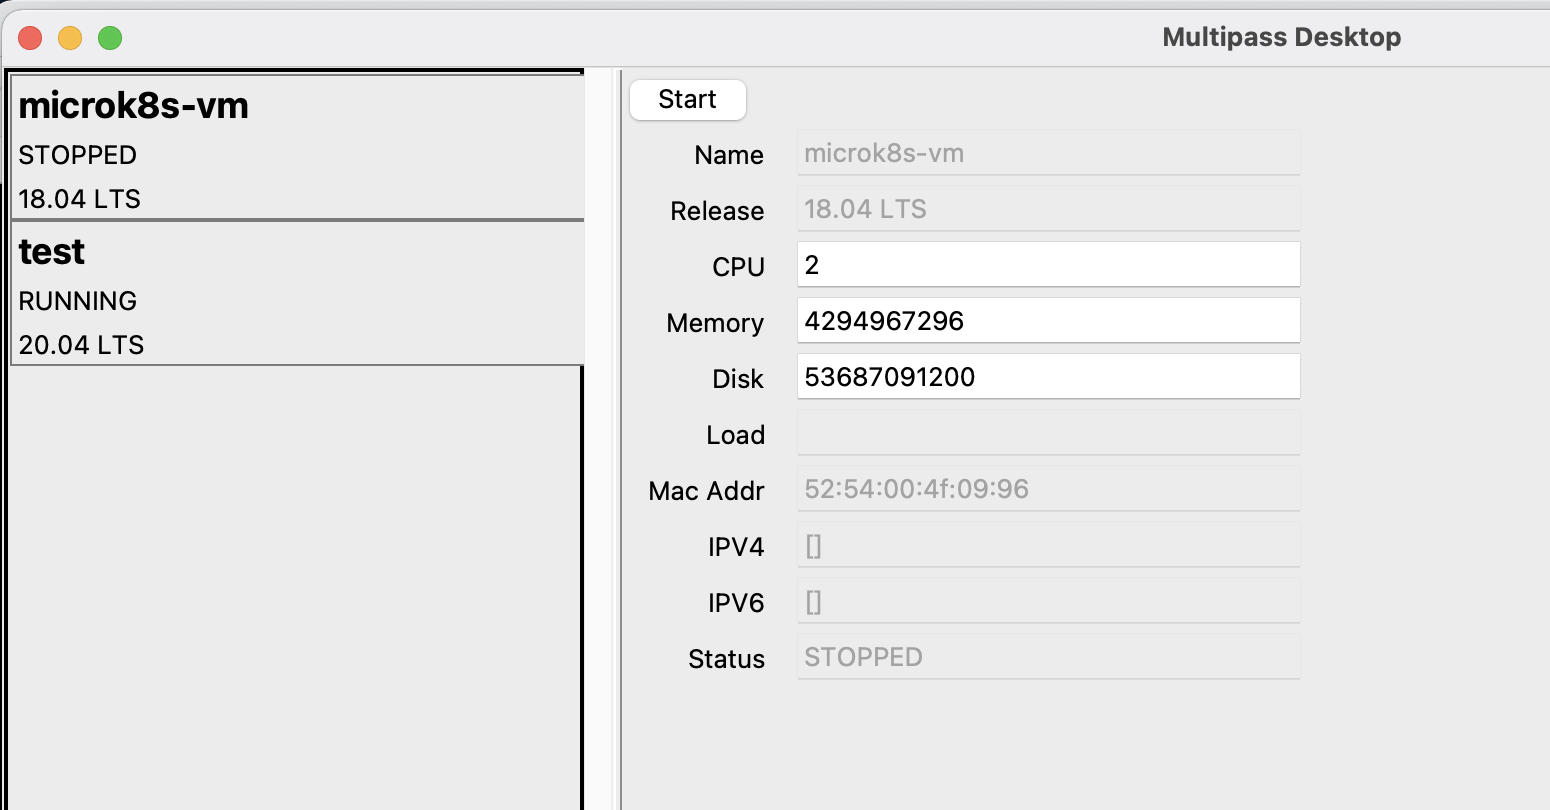 Multipass Desktop
microk8s-vm
STOPPED
18.04 LTS
test
RUNNING
20.04 LTS
Start
Name microk8s-vm
Release 18.04 LTS
CPU 2
Memory 4294967296
Disk 53687091200
Load
Mac Addr 52:54:00:4f:09:96
IPV4 []
IPV6 []
Status STOPPED